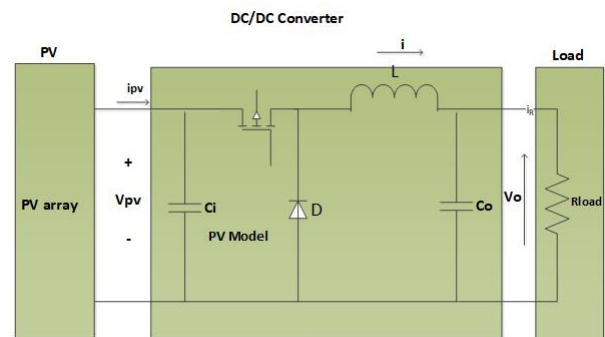 DC/DC Converter
PV
i
Load
ipv
L
iR
+
PV array
Vpv
Ci
D
Co
Vo
Rload
-
PV Model